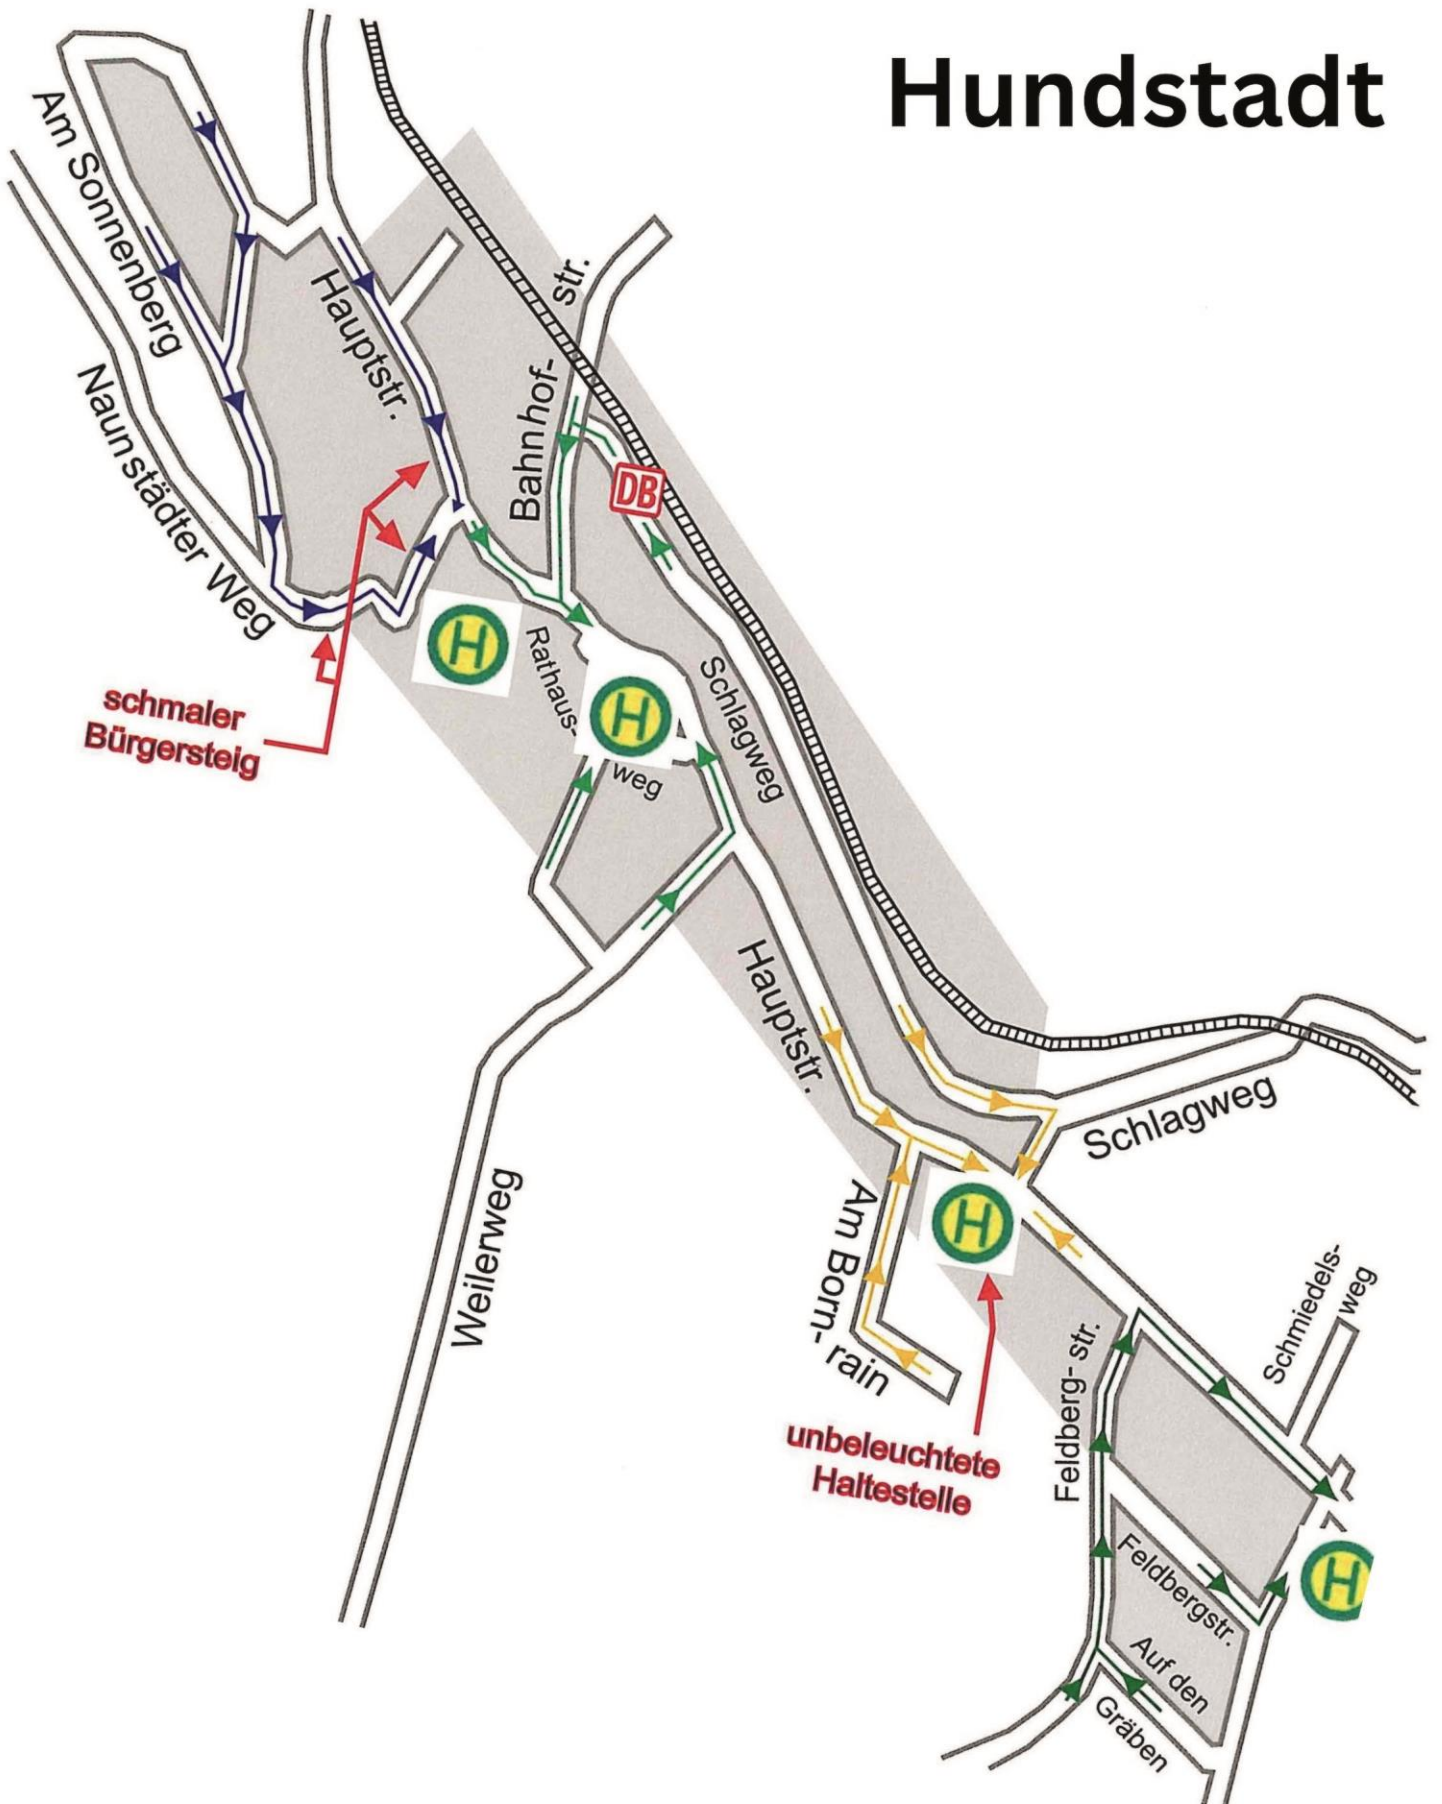 Hundstadt
Am Sonnenberg
Hauptstr.
str.
Bahnhof-
Naunstädter Weg
DB
H
schmaler
Bürgersteig
Rathaus-
weg
H
Schlagweg
Hauptstr.
Schlagweg
Weilerweg
Am Born-
- rain
H
unbeleuchtete
Haltestelle
Schmiedels-
weg
Feldberg- str.
Feldbergstr.
H
Auf den
Gräben